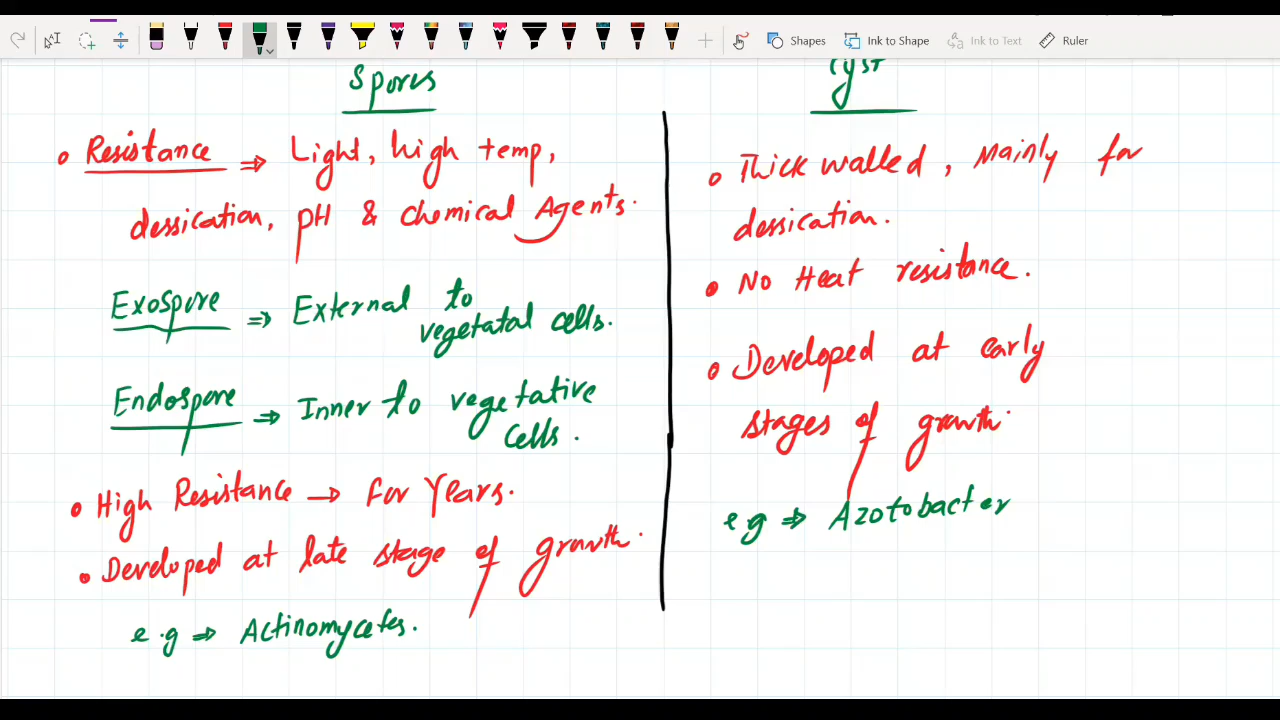 Shapes
Ink to Shape
Ink to Text
Ruler
Spores
Resistance ⇒ Light, high temp,
dessication, pH & chemical Agents.
Exospore ⇒ External to
vegetatal cells.
Endospore ⇒ Inner to vegetative
cells.
High Resistance → for Years.
Developed at late stage of growth.
e.g ⇒ Actinomycetes.
Cyst
Thick walled, Mainly for
dessication.
No Heat resistance.
Developed at early
stages of growth.
e.g ⇒ Azotobacter